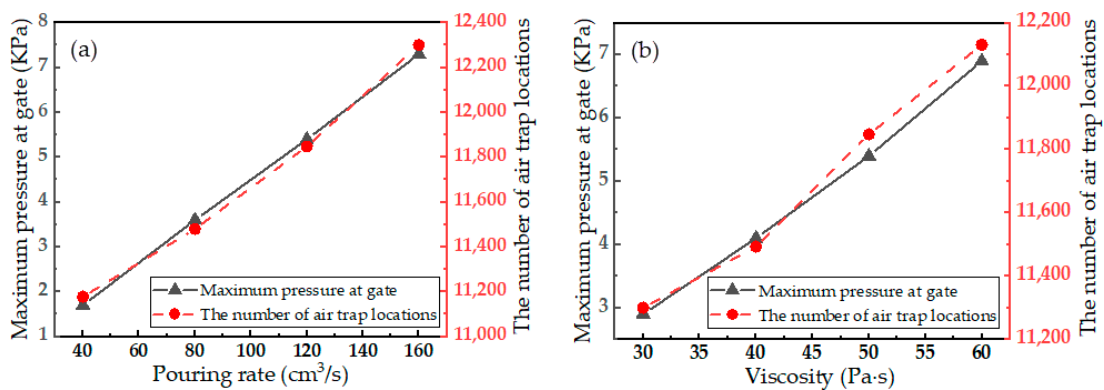 (a)
Maximum pressure at gate (KPa)
8
7
6
5
4
3
2
1
12,400
12,200
12,000
11,800
11,600
11,400
11,200
11,000
The number of air trap locations
Maximum pressure at gate
The number of air trap locations
40 60 80 100 120 140 160
Pouring rate (cm³/s)
(b)
Maximum pressure at gate (KPa)
7
6
5
4
3
12,200
12,000
11,800
11,600
11,400
11,200
The number of air trap locations
Maximum pressure at gate
The number of air trap locations
30 35 40 45 50 55 60
Viscosity (Pa·s)